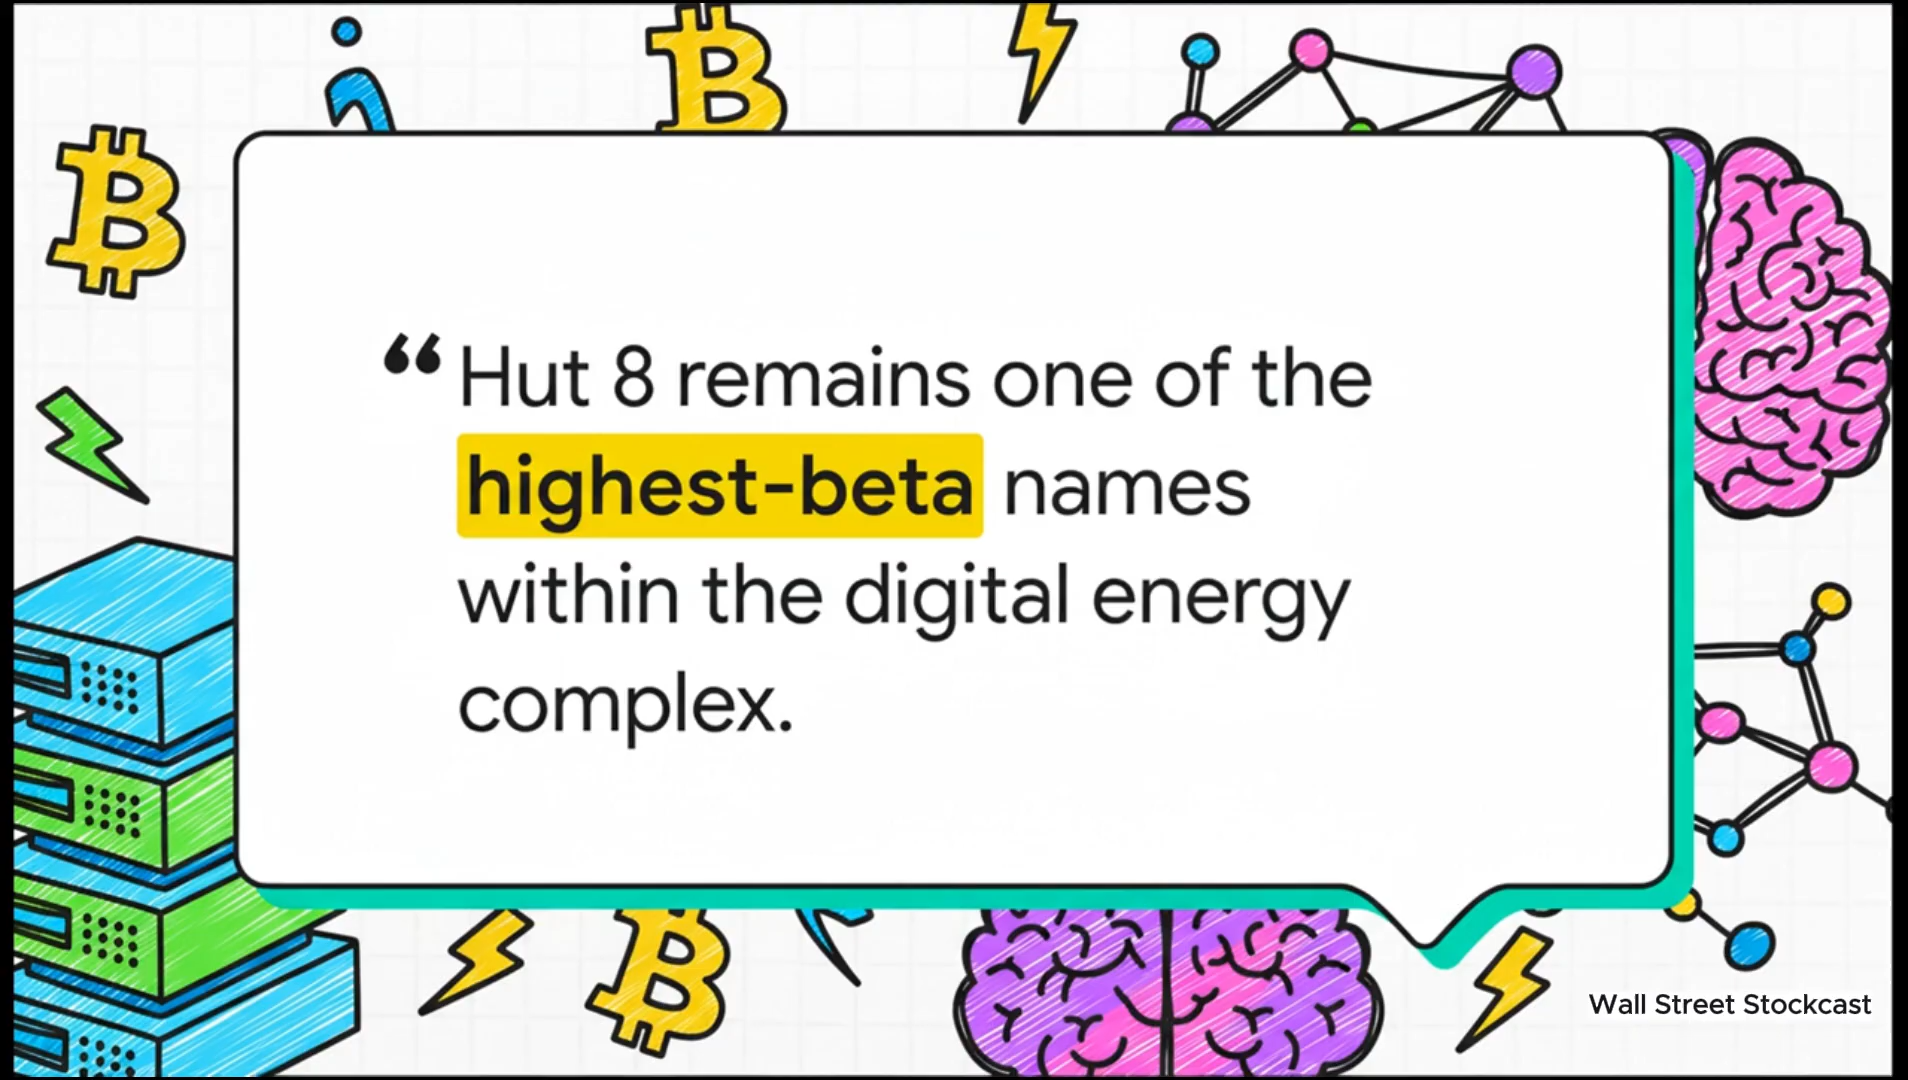 “Hut 8 remains one of the
highest-beta names
within the digital energy
complex.
Wall Street Stockcast